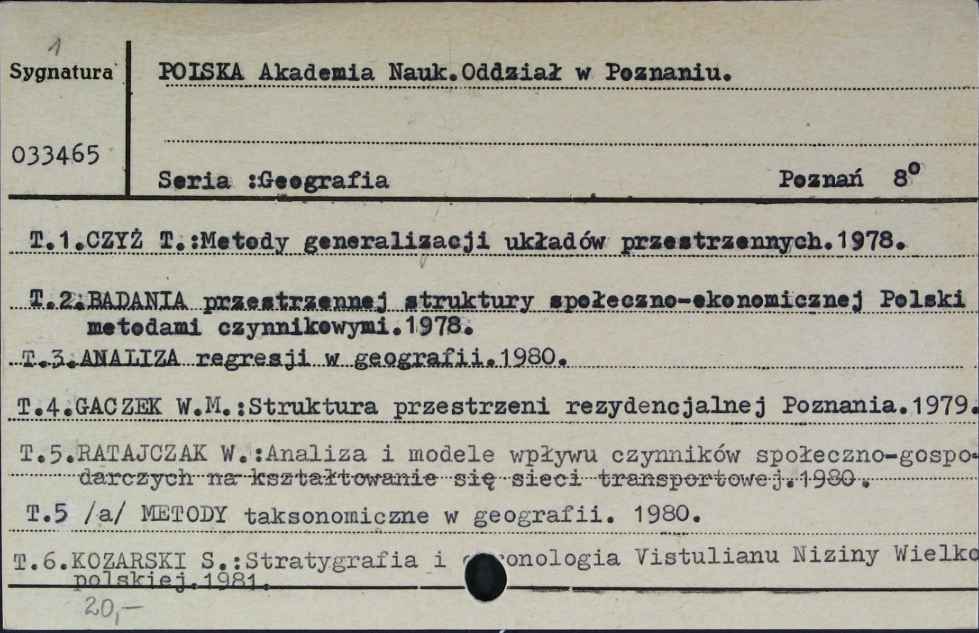 1
Sygnatura
POLSKA Akademia Nauk.Oddział w Poznaniu.
033465
Seria :Geografia Poznań 8°
T.1.CZYŻ T.:Metody generalizacji układów przestrzennych.1978.
T.2.BADANIA przestrzennej struktury społeczno-ekonomicznej Polski
metodami czynnikowymi.1978.
T.3.ANALIZA regresji w geografii.1980.
T.4.GACZEK W.M.:Struktura przestrzeni rezydencjalnej Poznania.1979.
T.5.RATAJCZAK W.:Analiza i modele wpływu czynników społeczno-gospo-
darczych na kształtowanie się sieci transportowej.1980.
T.5 /a/ METODY taksonomiczne w geografii. 1980.
T.6.KOZARSKI S.:Stratygrafia i onologia Vistulianu Niziny Wielko
polskiej.1981.
20,-